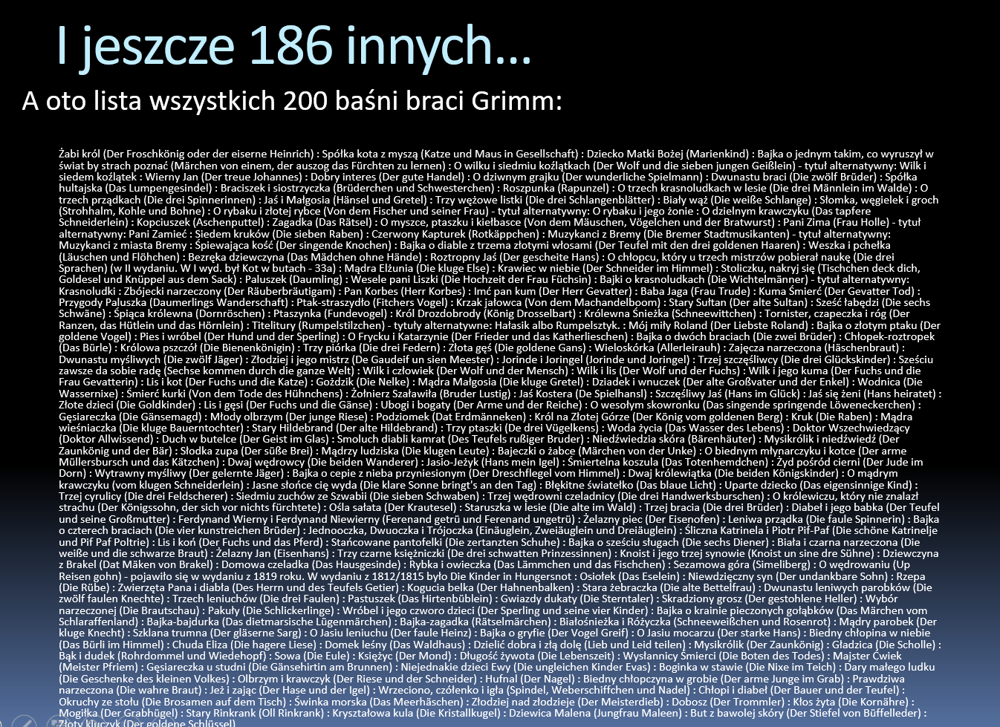 I jeszcze 186 innych...
A oto lista wszystkich 200 baśni braci Grimm:
Żabi król (Der Froschkönig oder der eiserne Heinrich) : Spółka kota z myszą (Katze und Maus in Gesellschaft) : Dziecko Matki Bożej (Marienkind) : Bajka o jednym takim, co wyruszył w
świat by strach poznać (Märchen von einem, der auszog das Fürchten zu lernen) : O wilku i siedmiu koźlątkach (Der Wolf und die sieben jungen Geißlein) - tytuł alternatywny: Wilk i
siedem koźlątek : Wierny Jan (Der treue Johannes) : Dobry interes (Der gute Handel) : O dziwnym grajku (Der wunderliche Spielmann) : Dwunastu braci (Die zwölf Brüder) : Spółka
hultajska (Das Lumpengesindel) : Braciszek i siostrzyczka (Brüderchen und Schwesterchen) : Roszpunka (Rapunzel) : O trzech krasnoludkach w lesie (Die drei Männlein im Walde) : O
trzech prządkach (Die drei Spinnerinnen) : Jaś i Małgosia (Hänsel und Gretel) : Trzy wężowe listki (Die drei Schlangenblätter) : Biały wąż (Die weiße Schlange) : Słomka, węgielek i groch
(Strohhalm, Kohle und Bohne) : O rybaku i złotej rybce (Von dem Fischer und seiner Frau) - tytuł alternatywny: O rybaku i jego żonie : O dzielnym krawczyku (Das tapfere
Schneiderlein) : Kopciuszek (Aschenputtel) : Zagadka (Das Rätsel) : O myszce, ptaszku i kiełbasce (Von dem Mäuschen, Vögelchen und der Bratwurst) : Pani Zima (Frau Holle) - tytuł
alternatywny: Pani Zamieć : Siedem kruków (Die sieben Raben) : Czerwony Kapturek (Rotkäppchen) : Muzykanci z Bremy (Die Bremer Stadtmusikanten) - tytuł alternatywny:
Muzykanci z miasta Bremy : Śpiewająca kość (Der singende Knochen) : Bajka o diable z trzema złotymi włosami (Der Teufel mit den drei goldenen Haaren) : Weszka i pchełka
(Läuschen und Flöhchen) : Bezręka dziewczyna (Das Mädchen ohne Hände) : Roztropny Jaś (Der gescheite Hans) : O chłopcu, który u trzech mistrzów pobierał naukę (Die drei
Sprachen) (w II wydaniu. W I wyd. był Kot w butach - 33a) : Mądra Elżunia (Die kluge Else) : Krawiec w niebie (Der Schneider im Himmel) : Stoliczku, nakryj się (Tischchen deck dich,
Goldesel und Knüppel aus dem Sack) : Paluszek (Daumling) : Wesele pani Liszki (Die Hochzeit der Frau Füchsin) : Bajki o krasnoludkach (Die Wichtelmänner) - tytuł alternatywny:
Krasnoludki : Zbójecki narzeczony (Der Räuberbräutigam) : Pan Korbes (Herr Korbes) : Imć pan kum (Der Herr Gevatter) : Baba Jaga (Frau Trude) : Kuma Śmierć (Der Gevatter Tod) :
Przygody Paluszka (Daumerlings Wanderschaft) : Ptak-straszydło (Fitchers Vogel) : Krzak jałowca (Von dem Machandelboom) : Stary Sułtan (Der alte Sultan) : Sześć łabędzi (Die sechs
Schwäne) : Śpiąca królewna (Dornröschen) : Ptaszynka (Fundevogel) : Król Drozdobrody (König Drosselbart) : Królewna Śnieżka (Schneewittchen) : Tornister, czapeczka i róg (Der
Ranzen, das Hütlein und das Hörnlein) : Titelitury (Rumpelstilzchen) - tytuły alternatywne: Hałasik albo Rumpelsztyk. : Mój miły Roland (Der Liebste Roland) : Bajka o złotym ptaku (Der
goldene Vogel) : Pies i wróbel (Der Hund und der Sperling) : O Frycku i Katarzynie (Der Frieder und das Katherlieschen) : Bajka o dwóch braciach (Die zwei Brüder) : Chłopek-roztropek
(Das Bürle) : Królowa pszczół (Die Bienenkönigin) : Trzy piórka (Die drei Federn) : Złota gęś (Die goldene Gans) : Wieloskórka (Allerleirauh) : Zajęcza narzeczona (Häschenbraut) :
Dwunastu myśliwych (Die zwölf Jäger) : Złodziej i jego mistrz (De Gaudeif un sien Meester) : Jorinde i Joringel (Jorinde und Joringel) : Trzej szczęśliwcy (Die drei Glückskinder) : Sześciu
zawsze da sobie radę (Sechse kommen durch die ganze Welt) : Wilk i człowiek (Der Wolf und der Mensch) : Wilk i lis (Der Wolf und der Fuchs) : Wilk i jego kuma (Der Fuchs und die
Frau Gevatterin) : Lis i kot (Der Fuchs und die Katze) : Goździk (Die Nelke) : Mądra Małgosia (Die kluge Gretel) : Dziadek i wnuczek (Der alte Großvater und der Enkel) : Wodnica (Die
Wassernixe) : Śmierć kurki (Von dem Tode des Hühnchens) : Żołnierz Szaławiła (Bruder Lustig) : Jaś Kostera (De Spielhansl) : Szczęśliwy Jaś (Hans im Glück) : Jaś się żeni (Hans heiratet) :
Złote dzieci (Die Goldkinder) : Lis i gęsi (Der Fuchs und die Gänse) : Ubogi i bogaty (Der Arme und der Reiche) : O wesołym skowronku (Das singende springende Löweneckerchen) :
Gęsiareczka (Die Gänsemagd) : Młody olbrzym (Der junge Riese) : Podziomek (Dat Erdmänneken) : Król na Złotej Górze (Der König vom goldenen Berg) : Kruk (Die Raben) : Mądra
wieśniaczka (Die kluge Bauerntochter) : Stary Hildebrand (Der alte Hildebrand) : Trzy ptaszki (De drei Vügelkens) : Woda życia (Das Wasser des Lebens) : Doktor Wszechwiedzący
(Doktor Allwissend) : Duch w butelce (Der Geist im Glas) : Smoluch diabli kamrat (Des Teufels rußiger Bruder) : Niedźwiedzia skóra (Bärenhäuter) : Mysikrólik i niedźwiedź (Der
Zaunkönig und der Bär) : Słodka zupa (Der süße Brei) : Mądrzy ludziska (Die klugen Leute) : Bajeczki o żabce (Märchen von der Unke) : O biednym młynarczyku i kotce (Der arme
Müllersbursch und das Kätzchen) : Dwaj wędrowcy (Die beiden Wanderer) : Jasio-Jeżyk (Hans mein Igel) : Śmiertelna koszula (Das Totenhemdchen) : Żyd pośród cierni (Der Jude im
Dorn) : Wytrawny myśliwy (Der gelernte Jäger) : Bajka o cepie z nieba przyniesionym (Der Dreschflegel vom Himmel) : Dwaj królewiątka (Die beiden Königskinder) : O mądrym
krawczyku (vom klugen Schneiderlein) : Jasne słońce cię wyda (Die klare Sonne bringt's an den Tag) : Błękitne światełko (Das blaue Licht) : Uparte dziecko (Das eigensinnige Kind) :
Trzej cyrulicy (Die drei Feldscherer) : Siedmiu zuchów ze Szwabii (Die sieben Schwaben) : Trzej wędrowni czeladnicy (Die drei Handwerksburschen) : O królewiczu, który nie znalazł
strachu (Der Königssohn, der sich vor nichts fürchtete) : Ośla sałata (Der Krautesel) : Staruszka w lesie (Die alte im Wald) : Trzej bracia (Die drei Brüder) : Diabeł i jego babka (Der Teufel
und seine Großmutter) : Ferdynand Wierny i Ferdynand Niewierny (Ferenand getrü und Ferenand ungetrü) : Żelazny piec (Der Eisenofen) : Leniwa prządka (Die faule Spinnerin) : Bajka
o czterech braciach (Die vier kunstreichen Brüder) : Jednooczka, Dwuoczka i Trójoczka (Einäuglein, Zweiäuglein und Dreiäuglein) : Śliczna Katrinela i Piotr Pif-Paf (Die schöne Katrinelje
und Pif Paf Poltrie) : Lis i koń (Der Fuchs und das Pferd) : Stańcowane pantofelki (Die zertanzten Schuhe) : Bajka o sześciu sługach (Die sechs Diener) : Biała i czarna narzeczona (Die
weiße und die schwarze Braut) : Żelazny Jan (Eisenhans) : Trzy czarne księżniczki (De drei schwatten Prinzessinnen) : Knoist i jego trzej synowie (Knoist un sine dre Sühne) : Dziewczyna
z Brakel (Dat Mäken von Brakel) : Domowa czeladka (Das Hausgesinde) : Rybka i owieczka (Das Lämmchen und das Fischchen) : Sezamowa góra (Simeliberg) : O wędrowaniu (Up
Reisen gohn) - pojawiło się w wydaniu z 1819 roku. W wydaniu z 1812/1815 było Die Kinder in Hungersnot : Osiołek (Das Eselein) : Niewdzięczny syn (Der undankbare Sohn) : Rzepa
(Die Rübe) : Zwierzęta Pana i diabła (Des Herrn und des Teufels Getier) : Kogucia belka (Der Hahnenbalken) : Stara żebraczka (Die alte Bettelfrau) : Dwunastu leniwych parobków (Die
zwölf faulen Knechte) : Trzech leniuchów (Die drei Faulen) : Pastuszek (Das Hirtenbüblein) : Gwiazdy dukaty (Die Sterntaler) : Skradziony grosz (Der gestohlene Heller) : Wybór
narzeczonej (Die Brautschau) : Pakuły (Die Schlickerlinge) : Wróbel i jego czworo dzieci (Der Sperling und seine vier Kinder) : Bajka o krainie pieczonych gołąbków (Das Märchen vom
Schlaraffenland) : Bajka-bajdurka (Das dietmarsische Lügenmärchen) : Bajka-zagadka (Rätselmärchen) : Białośnieżka i Różyczka (Schneeweißchen und Rosenrot) : Mądry parobek (Der
kluge Knecht) : Szklana trumna (Der gläserne Sarg) : O Jasiu leniuchu (Der faule Heinz) : Bajka o gryfie (Der Vogel Greif) : O Jasiu mocarzu (Der starke Hans) : Biedny chłopina w niebie
(Das Bürli im Himmel) : Chuda Eliza (Die hagere Liese) : Domek leśny (Das Waldhaus) : Dzielić dobra i złą dolę (Lieb und Leid teilen) : Mysikrólik (Der Zaunkönig) : Gładzica (Die Scholle) :
Bąk i dudek (Rohrdommel und Wiedehopf) : Sowa (Die Eule) : Księżyc (Der Mond) : Długość żywota (Die Lebenszeit) : Wysłannicy Śmierci (Die Boten des Todes) : Majster Ćwiek
(Meister Pfriem) : Gęsiareczka u studni (Die Gänsehirtin am Brunnen) : Niejednakie dzieci Ewy (Die ungleichen Kinder Evas) : Boginka w stawie (Die Nixe im Teich) : Dary małego ludku
(Die Geschenke des kleinen Volkes) : Olbrzym i krawczyk (Der Riese und der Schneider) : Hufnal (Der Nagel) : Biedny chłopczyna w grobie (Der arme Junge im Grab) : Prawdziwa
narzeczona (Die wahre Braut) : Jeż i zając (Der Hase und der Igel) : Wrzeciono, czółenko i igła (Spindel, Weberschiffchen und Nadel) : Chłopi i diabeł (Der Bauer und der Teufel) :
Okruchy ze stołu (Die Brosamen auf dem Tisch) : Świnka morska (Das Meerhäschen) : Złodziej nad złodzieje (Der Meisterdieb) : Dobosz (Der Trommler) : Kłos żyta (Die Kornähre) :
Mogiłka (Der Grabhügel) : Stary Rinkrank (Oll Rinkrank) : Kryształowa kula (Die Kristallkugel) : Dziewica Malena (Jungfrau Maleen) : But z bawolej skóry (Der Stiefel von Büffelleder) :
Złoty kluczyk (Der goldene Schlüssel)